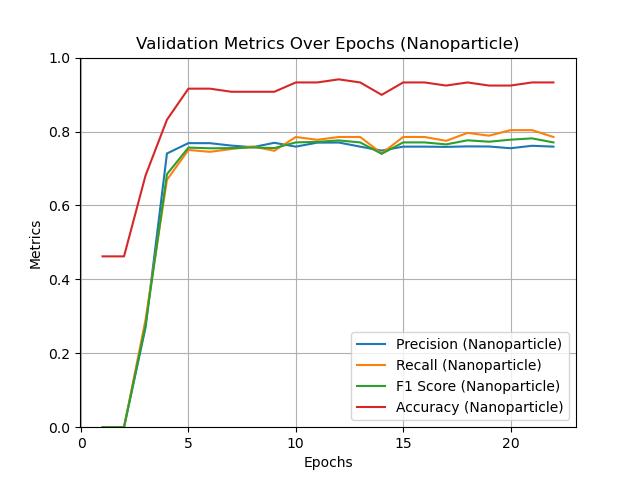 Validation Metrics Over Epochs (Nanoparticle)
1.0
0.8
0.6
0.4
0.2
0.0
Metrics
0
5
10
15
20
Epochs
Precision (Nanoparticle)
Recall (Nanoparticle)
F1 Score (Nanoparticle)
Accuracy (Nanoparticle)